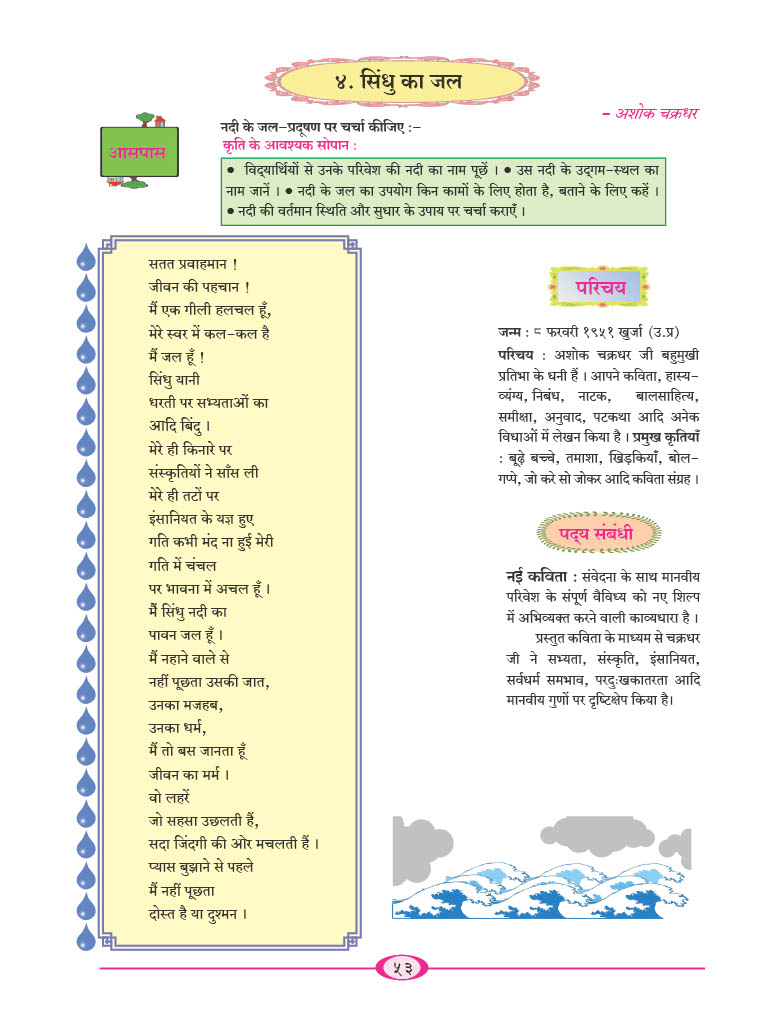 ४. सिंधु का जल
– अशोक चक्रधर
आसपास
नदी के जल–प्रदूषण पर चर्चा कीजिए :–
कृति के आवश्यक सोपान :
● विद्‌यार्थियों से उनके परिवेश की नदी का नाम पूछें । ● उस नदी के उद्‌गम–स्थल का
नाम जानें । ● नदी के जल का उपयोग किन कामों के लिए होता है, बताने के लिए कहें ।
● नदी की वर्तमान स्थिति और सुधार के उपाय पर चर्चा कराएँ ।
सतत प्रवाहमान !
जीवन की पहचान !
मैं एक गीली हलचल हूँ,
मेरे स्वर में कल–कल है
मैं जल हूँ !
सिंधु यानी
धरती पर सभ्यताओं का
आदि बिंदु ।
मेरे ही किनारे पर
संस्कृतियों ने साँस ली
मेरे ही तटों पर
इंसानियत के यज्ञ हुए
गति कभी मंद ना हुई मेरी
गति में चंचल
पर भावना में अचल हूँ ।
मैं सिंधु नदी का
पावन जल हूँ ।
मैं नहाने वाले से
नहीं पूछता उसकी जात,
उनका मजहब,
उनका धर्म,
मैं तो बस जानता हूँ
जीवन का मर्म ।
वो लहरें
जो सहसा उछलती हैं,
सदा जिंदगी की ओर मचलती हैं ।
प्यास बुझाने से पहले
मैं नहीं पूछता
दोस्त है या दुश्मन ।
परिचय
जन्म : ८ फरवरी १९५१ खुर्जा (उ.प्र)
परिचय : अशोक चक्रधर जी बहुमुखी
प्रतिभा के धनी हैं । आपने कविता, हास्य–
व्यंग्य, निबंध, नाटक, बालसाहित्य,
समीक्षा, अनुवाद, पटकथा आदि अनेक
विधाओं में लेखन किया है । प्रमुख कृतियाँ
: बूढ़े बच्चे, तमाशा, खिड़कियाँ, बोल–
गप्पे, जो करे सो जोकर आदि कविता संग्रह ।
पद्‌य संबंधी
नई कविता : संवेदना के साथ मानवीय
परिवेश के संपूर्ण वैविध्य को नए शिल्प
में अभिव्यक्त करने वाली काव्यधारा है ।
प्रस्तुत कविता के माध्यम से चक्रधर
जी ने सभ्यता, संस्कृति, इंसानियत,
सर्वधर्म समभाव, परदुःखकातरता आदि
मानवीय गुणों पर दृष्टिक्षेप किया है।
५३